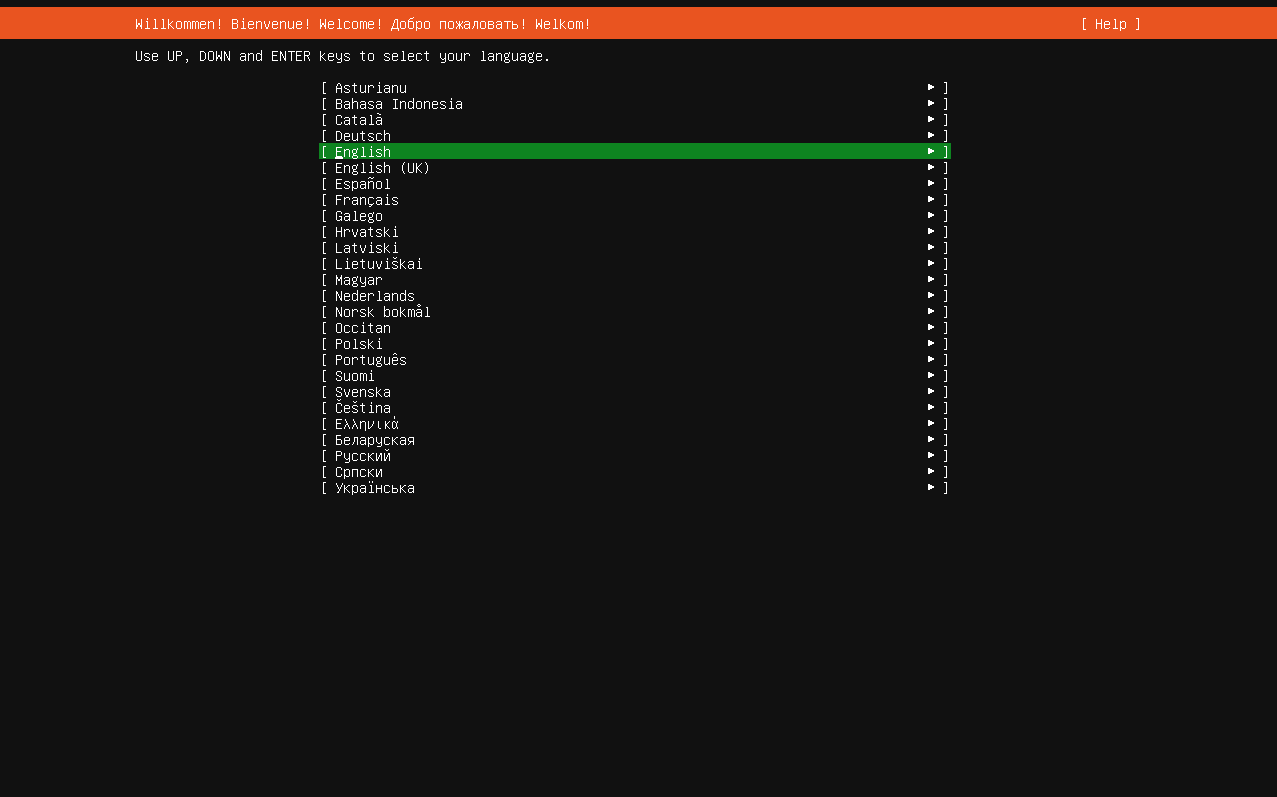 Willkommen! Bienvenue! Welcome! Добро пожаловать! Welkom! [ Help ]
Use UP, DOWN and ENTER keys to select your language.
[ Asturianu ► ]
[ Bahasa Indonesia ► ]
[ Català ► ]
[ Deutsch ► ]
[ English ► ]
[ English (UK) ► ]
[ Español ► ]
[ Français ► ]
[ Galego ► ]
[ Hrvatski ► ]
[ Latviski ► ]
[ Lietuviškai ► ]
[ Magyar ► ]
[ Nederlands ► ]
[ Norsk bokmål ► ]
[ Occitan ► ]
[ Polski ► ]
[ Português ► ]
[ Suomi ► ]
[ Svenska ► ]
[ Čeština ► ]
[ Ελληνικά ► ]
[ Беларуская ► ]
[ Русский ► ]
[ Српски ► ]
[ Українська ► ]